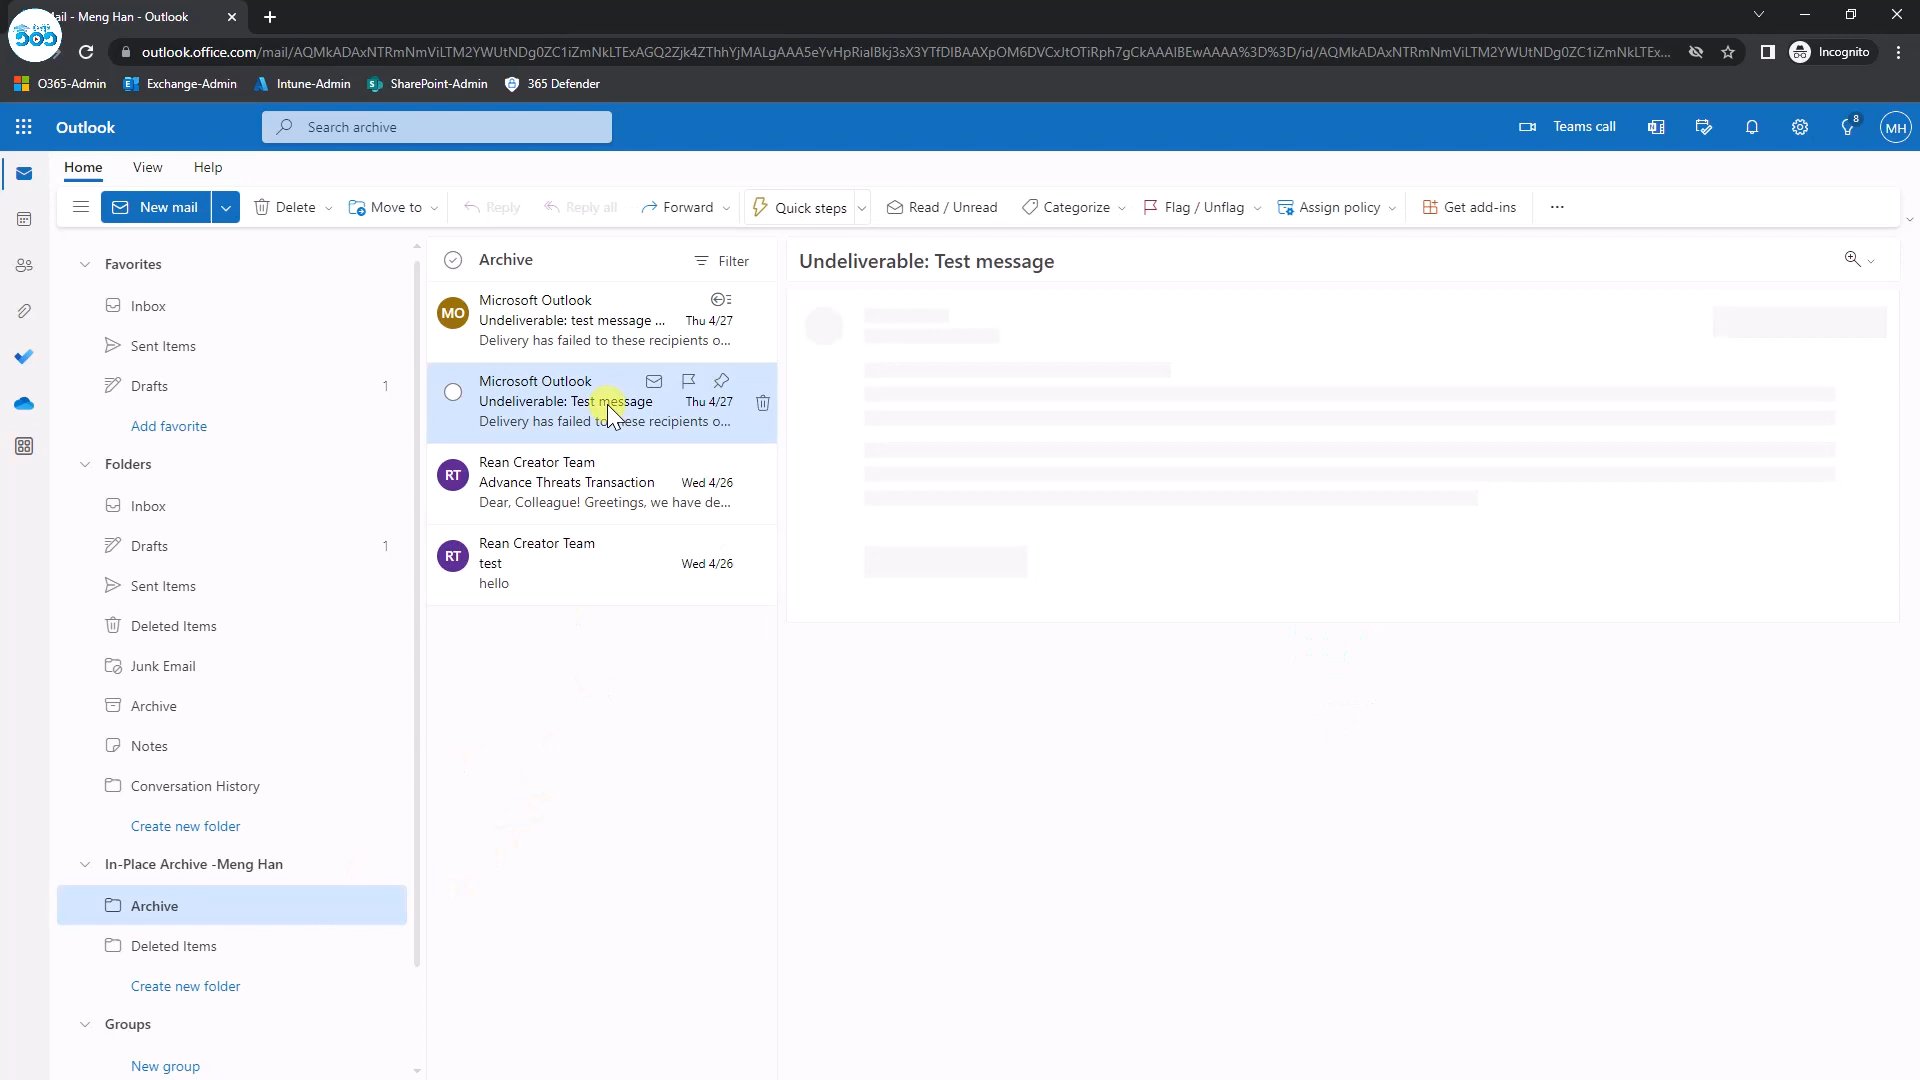 ail - Meng Han - Outlook
outlook.office.com/mail/
Incognito
O365-Admin
Exchange-Admin
Intune-Admin
SharePoint-Admin
365 Defender
Outlook
Search archive
Teams call
8
MH
Home
View
Help
New mail
Delete
Move to
Reply
Reply all
Forward
Quick steps
Read / Unread
Categorize
Flag / Unflag
Assign policy
Get add-ins
Favorites
Inbox
Sent Items
Drafts 1
Add favorite
Folders
Inbox
Drafts 1
Sent Items
Deleted Items
Junk Email
Archive
Notes
Conversation History
Create new folder
In-Place Archive -Meng Han
Archive
Deleted Items
Create new folder
Groups
New group
Archive
Filter
MO
Microsoft Outlook
Undeliverable: test message ... Thu 4/27
Delivery has failed to these recipients o...
Microsoft Outlook
Undeliverable: Test message Thu 4/27
Delivery has failed to these recipients o...
RT
Rean Creator Team
Advance Threats Transaction Wed 4/26
Dear, Colleague! Greetings, we have de...
RT
Rean Creator Team
test Wed 4/26
hello
Undeliverable: Test message